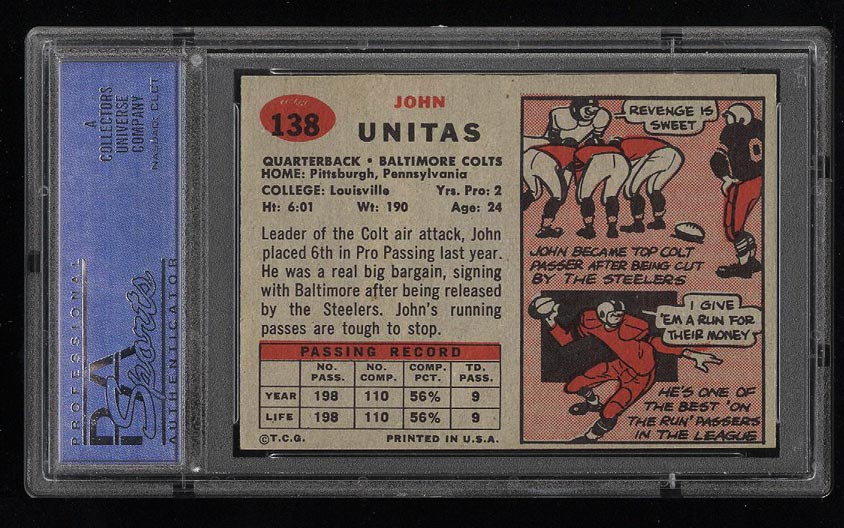 A
COLLECTORS
UNIVERSE
COMPANY
NASDAQ: CLCT
PROFESSIONAL
PSA
Sports
AUTHENTICATOR
138
JOHN
UNITAS
QUARTERBACK • BALTIMORE COLTS
HOME: Pittsburgh, Pennsylvania
COLLEGE: Louisville Yrs. Pro: 2
Ht: 6:01 Wt: 190 Age: 24
Leader of the Colt air attack, John
placed 6th in Pro Passing last year.
He was a real big bargain, signing
with Baltimore after being released
by the Steelers. John's running
passes are tough to stop.
PASSING RECORD
NO. PASS. NO. COMP. COMP. PCT. TD. PASS.
YEAR 198 110 56% 9
LIFE 198 110 56% 9
©T.C.G. PRINTED IN U.S.A.
REVENGE IS
SWEET
JOHN BECAME TOP COLT
PASSER AFTER BEING CUT
BY THE STEELERS
I GIVE
'EM A RUN FOR
THEIR MONEY
HE'S ONE OF
THE BEST 'ON
THE RUN' PASSERS
IN THE LEAGUE